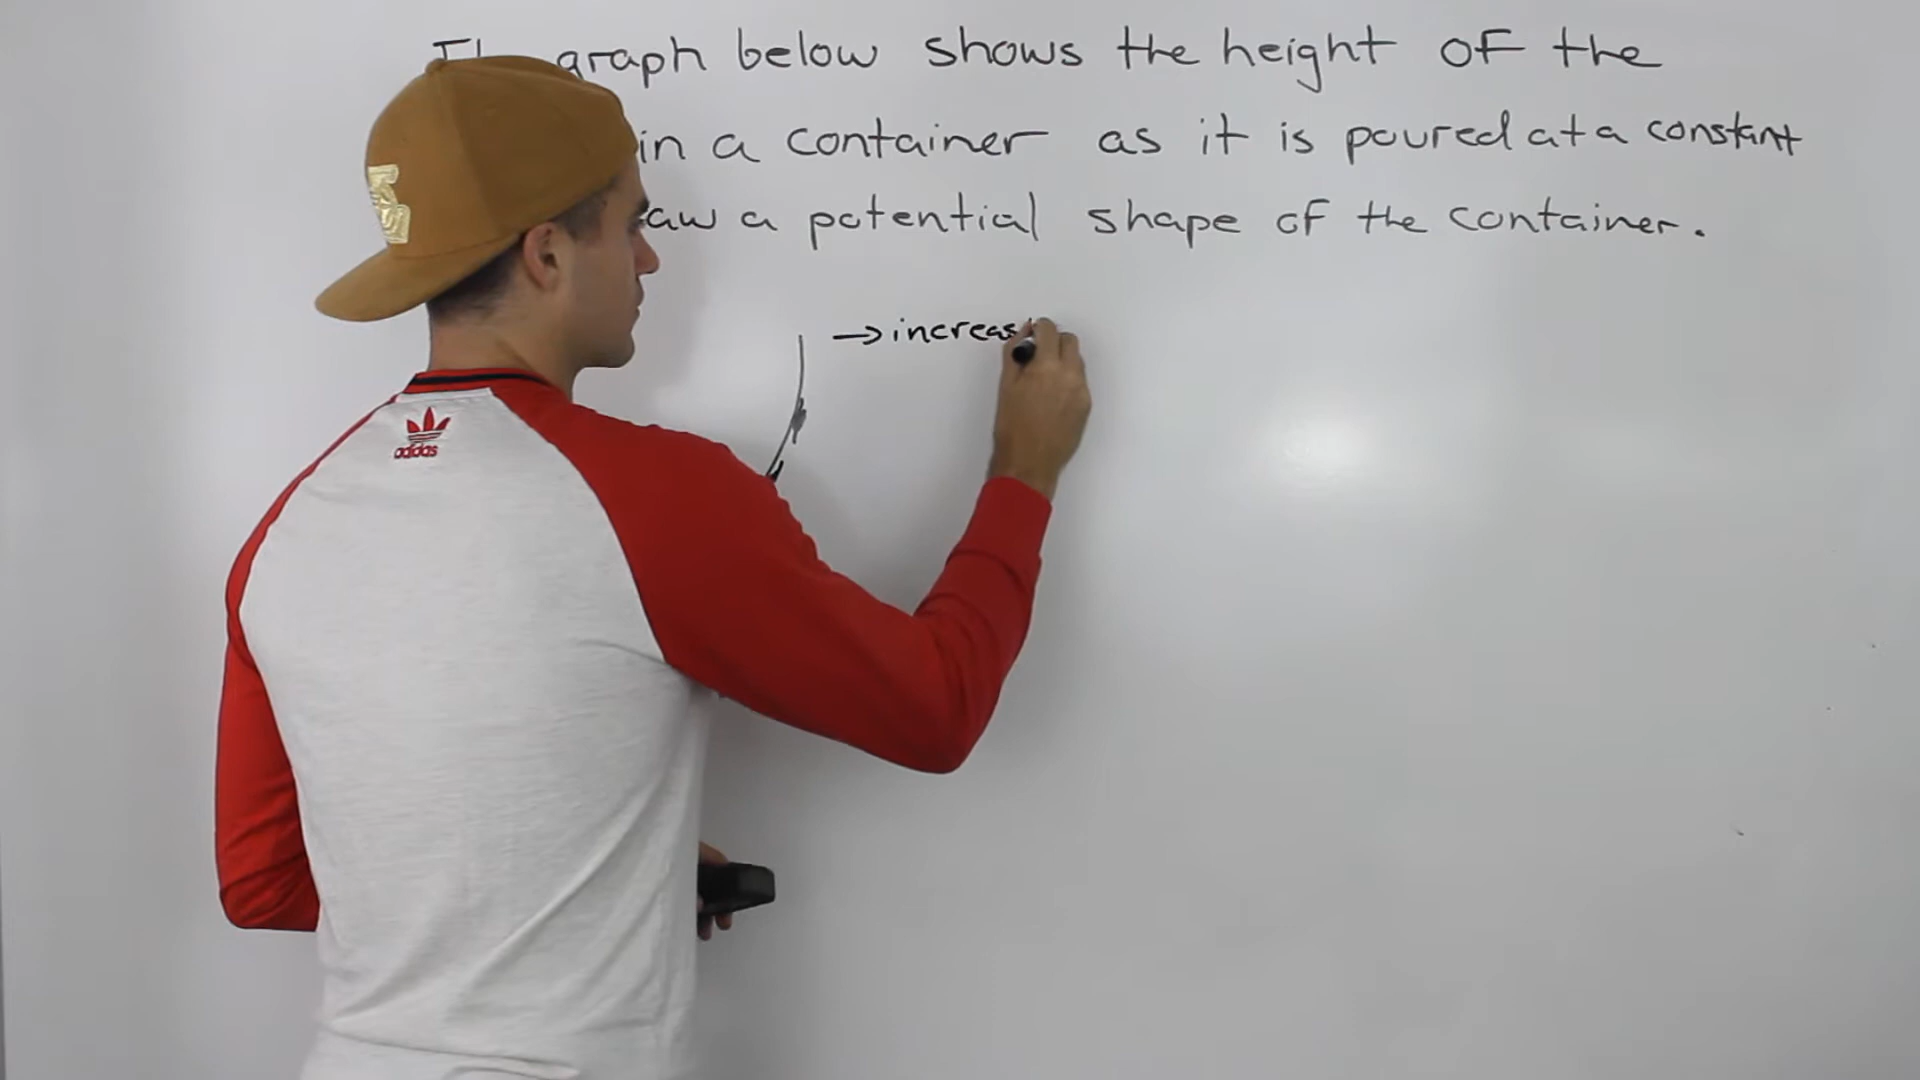 graph below shows the height of the
in a container as it is poured at a constant
aw a potential shape of the container.
→ increas
adidas